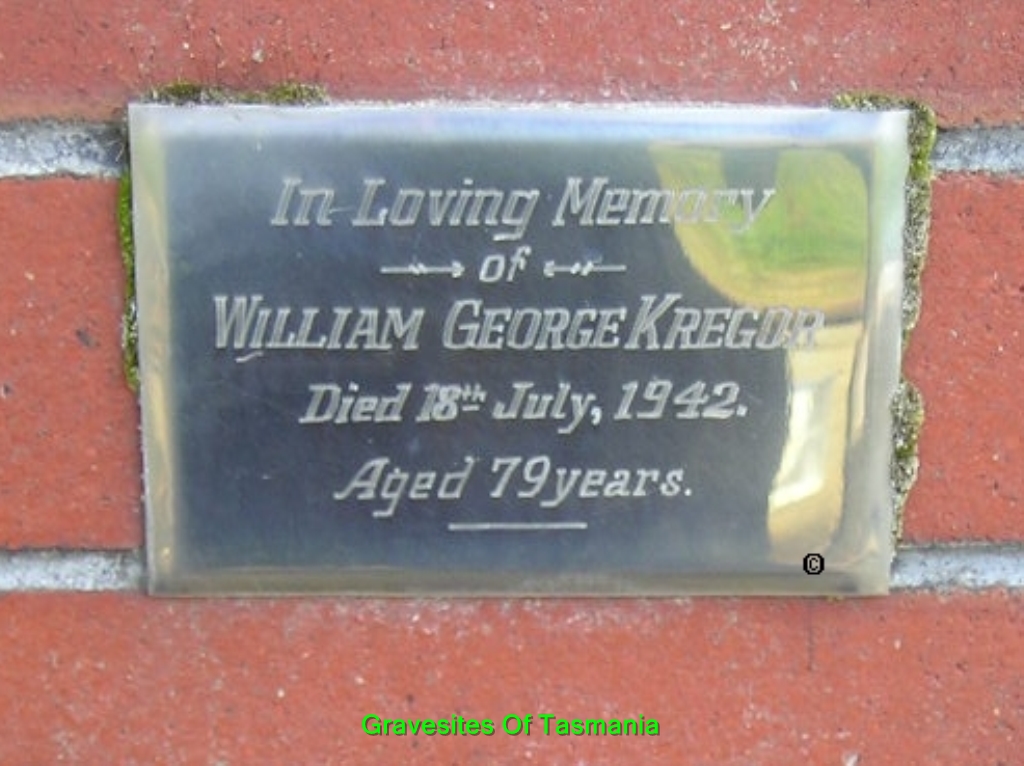 In Loving Memory
of
WILLIAM GEORGE KREGOR
Died 18th July, 1942.
Aged 79 years.
©
Gravesites Of Tasmania